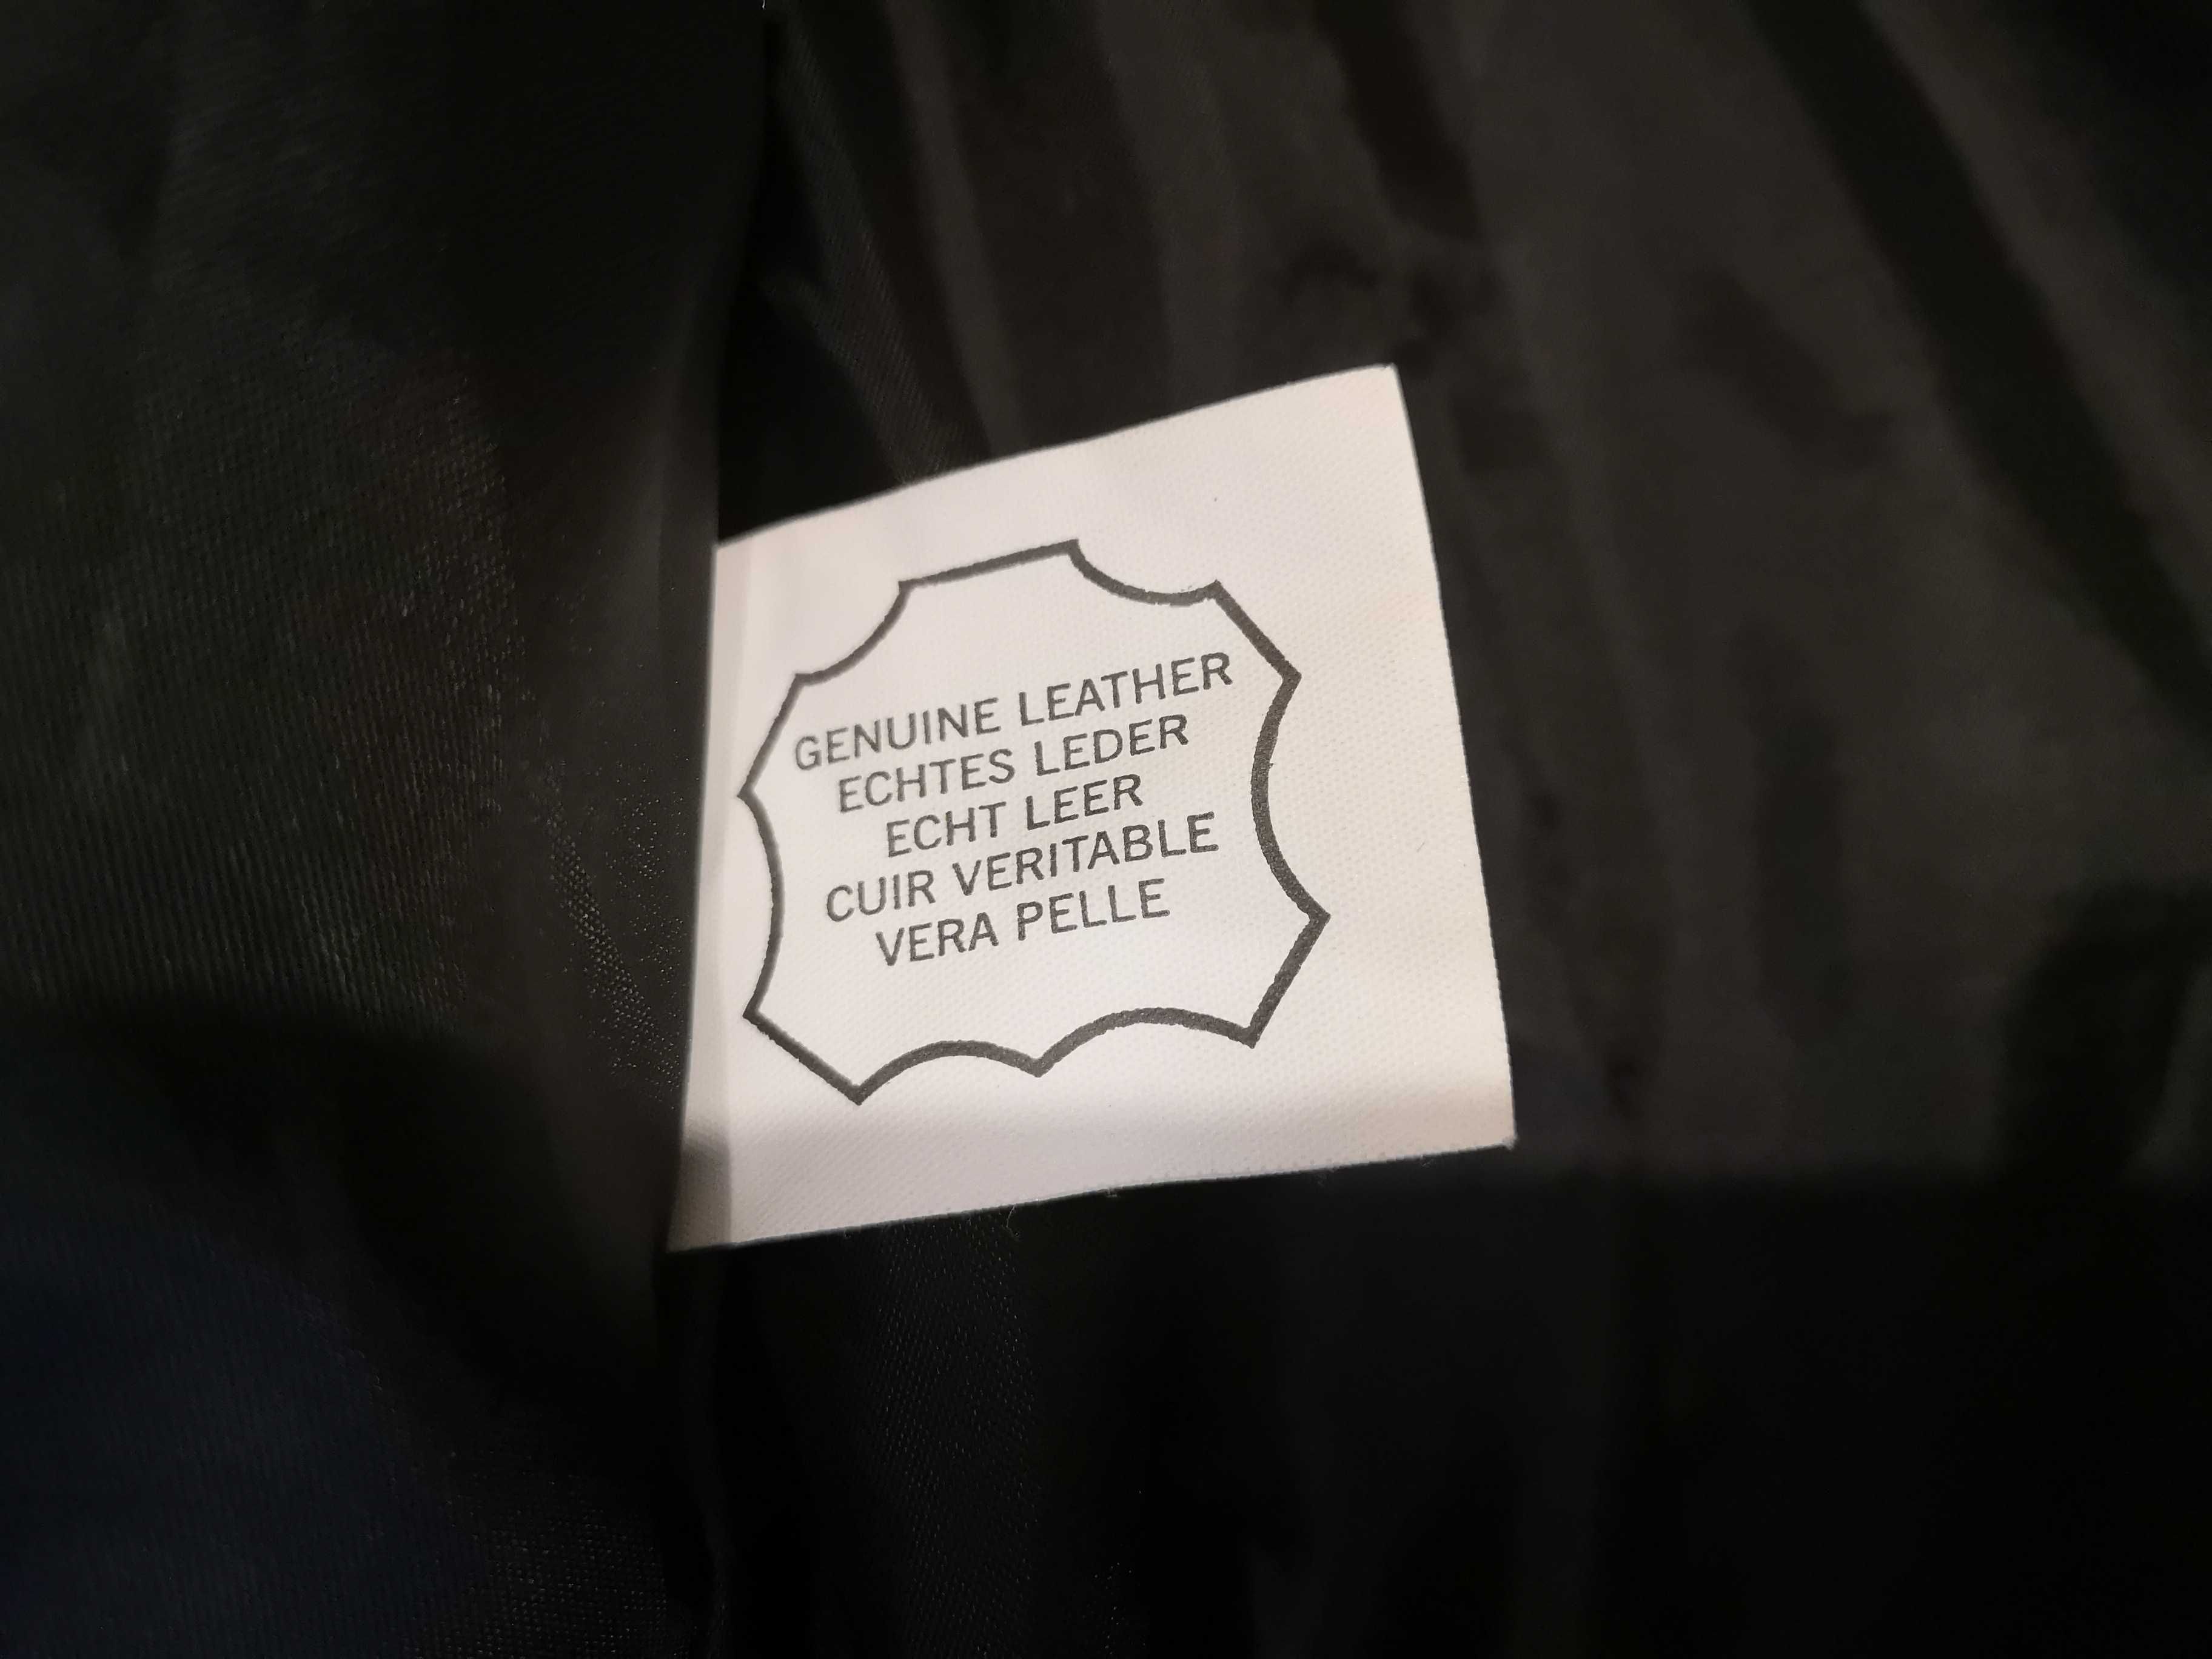 GENUINE LEATHER
ECHTES LEDER
ECHT LEER
CUIR VERITABLE
VERA PELLE